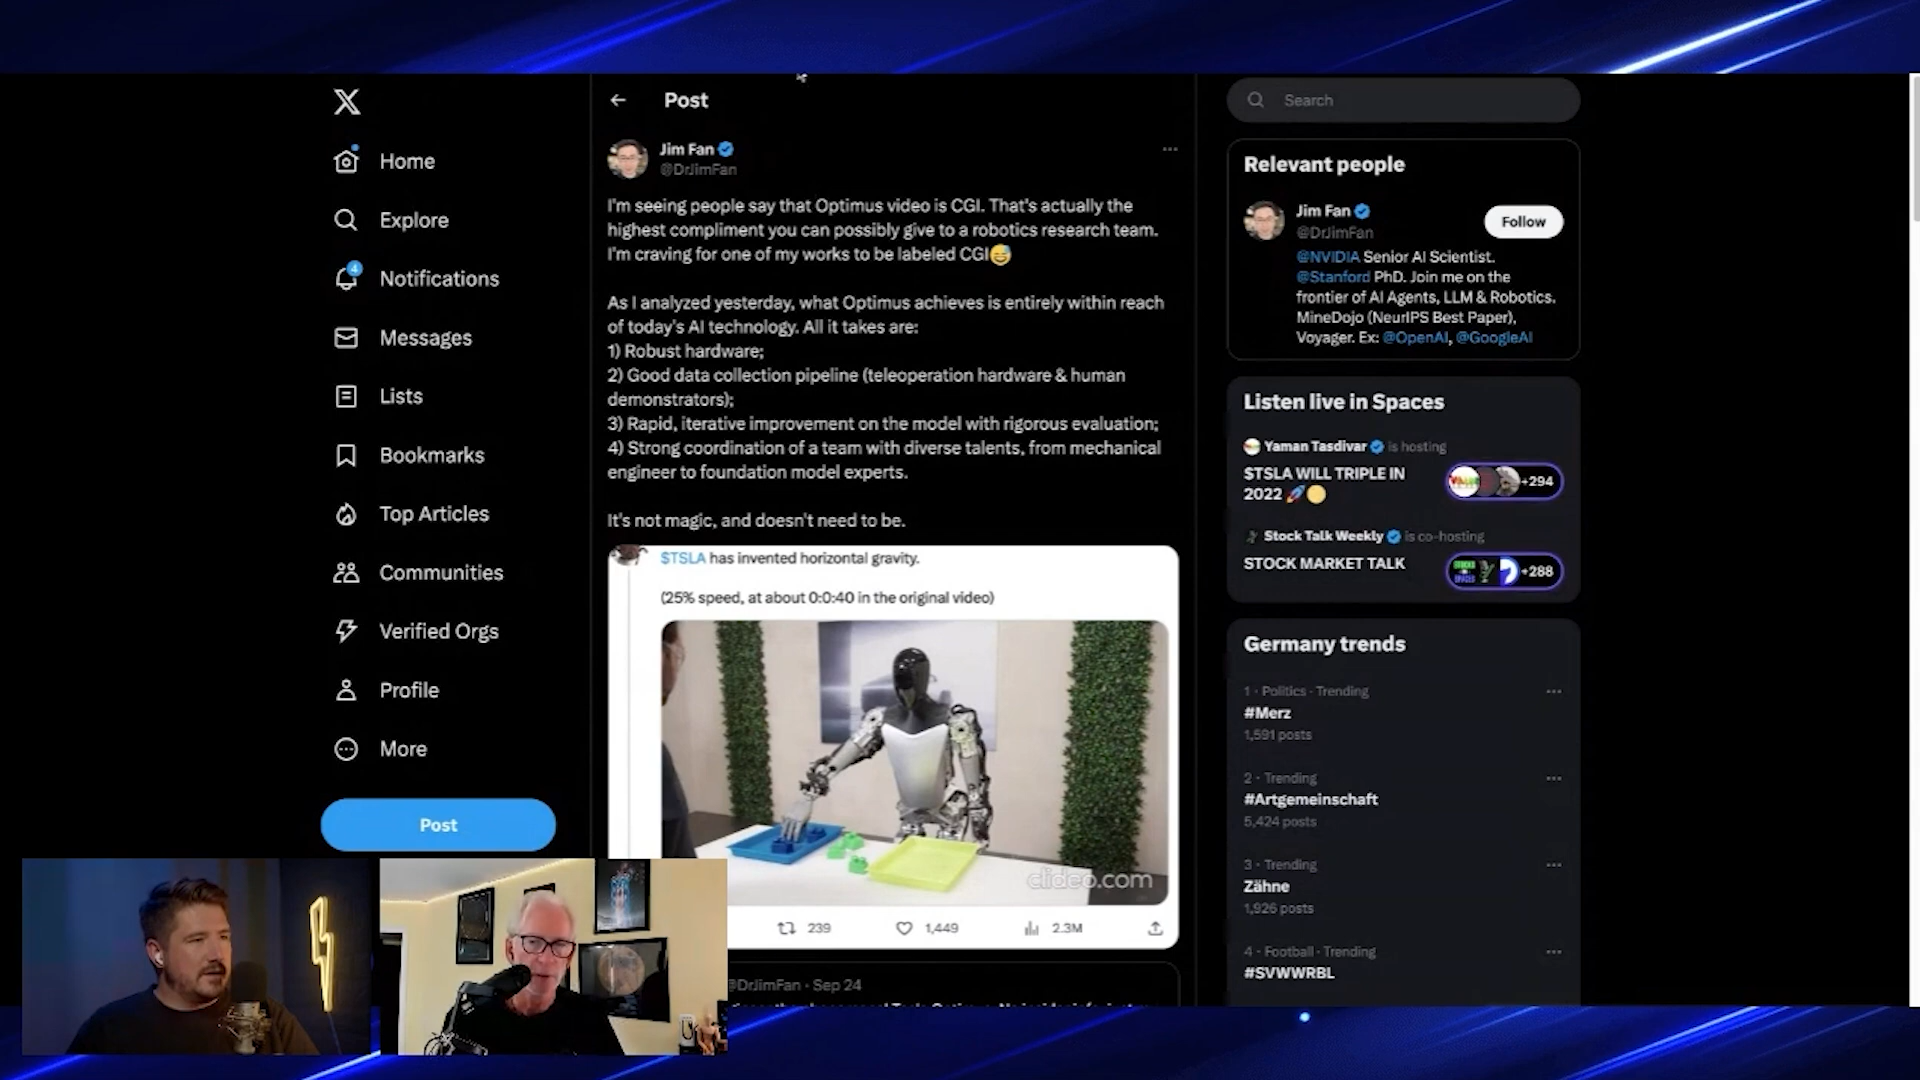 Home
Explore
4
Notifications
Messages
Lists
Bookmarks
Top Articles
Communities
Verified Orgs
Profile
More
Post
Post
Jim Fan
@DrJimFan
I'm seeing people say that Optimus video is CGI. That's actually the
highest compliment you can possibly give to a robotics research team.
I'm craving for one of my works to be labeled CGI😅
As I analyzed yesterday, what Optimus achieves is entirely within reach
of today's AI technology. All it takes are:
1) Robust hardware;
2) Good data collection pipeline (teleoperation hardware & human
demonstrators);
3) Rapid, iterative improvement on the model with rigorous evaluation;
4) Strong coordination of a team with diverse talents, from mechanical
engineer to foundation model experts.
It's not magic, and doesn't need to be.
$TSLA has invented horizontal gravity.
(25% speed, at about 0:0:40 in the original video)
clideo.com
239 1,449 2.3M
@DrJimFan · Sep 24
Search
Relevant people
Jim Fan
@DrJimFan
Follow
@NVIDIA Senior AI Scientist.
@Stanford PhD. Join me on the
frontier of AI Agents, LLM & Robotics.
MineDojo (NeurIPS Best Paper),
Voyager. Ex: @OpenAI, @GoogleAI
Listen live in Spaces
Yaman Tasdivar is hosting
$TSLA WILL TRIPLE IN
2022 🚀🌕
+294
Stock Talk Weekly is co-hosting
STOCK MARKET TALK
+288
Germany trends
1 · Politics · Trending
#Merz
1,591 posts
2 · Trending
#Artgemeinschaft
5,424 posts
3 · Trending
Zähne
1,926 posts
4 · Football · Trending
#SVWWRBL